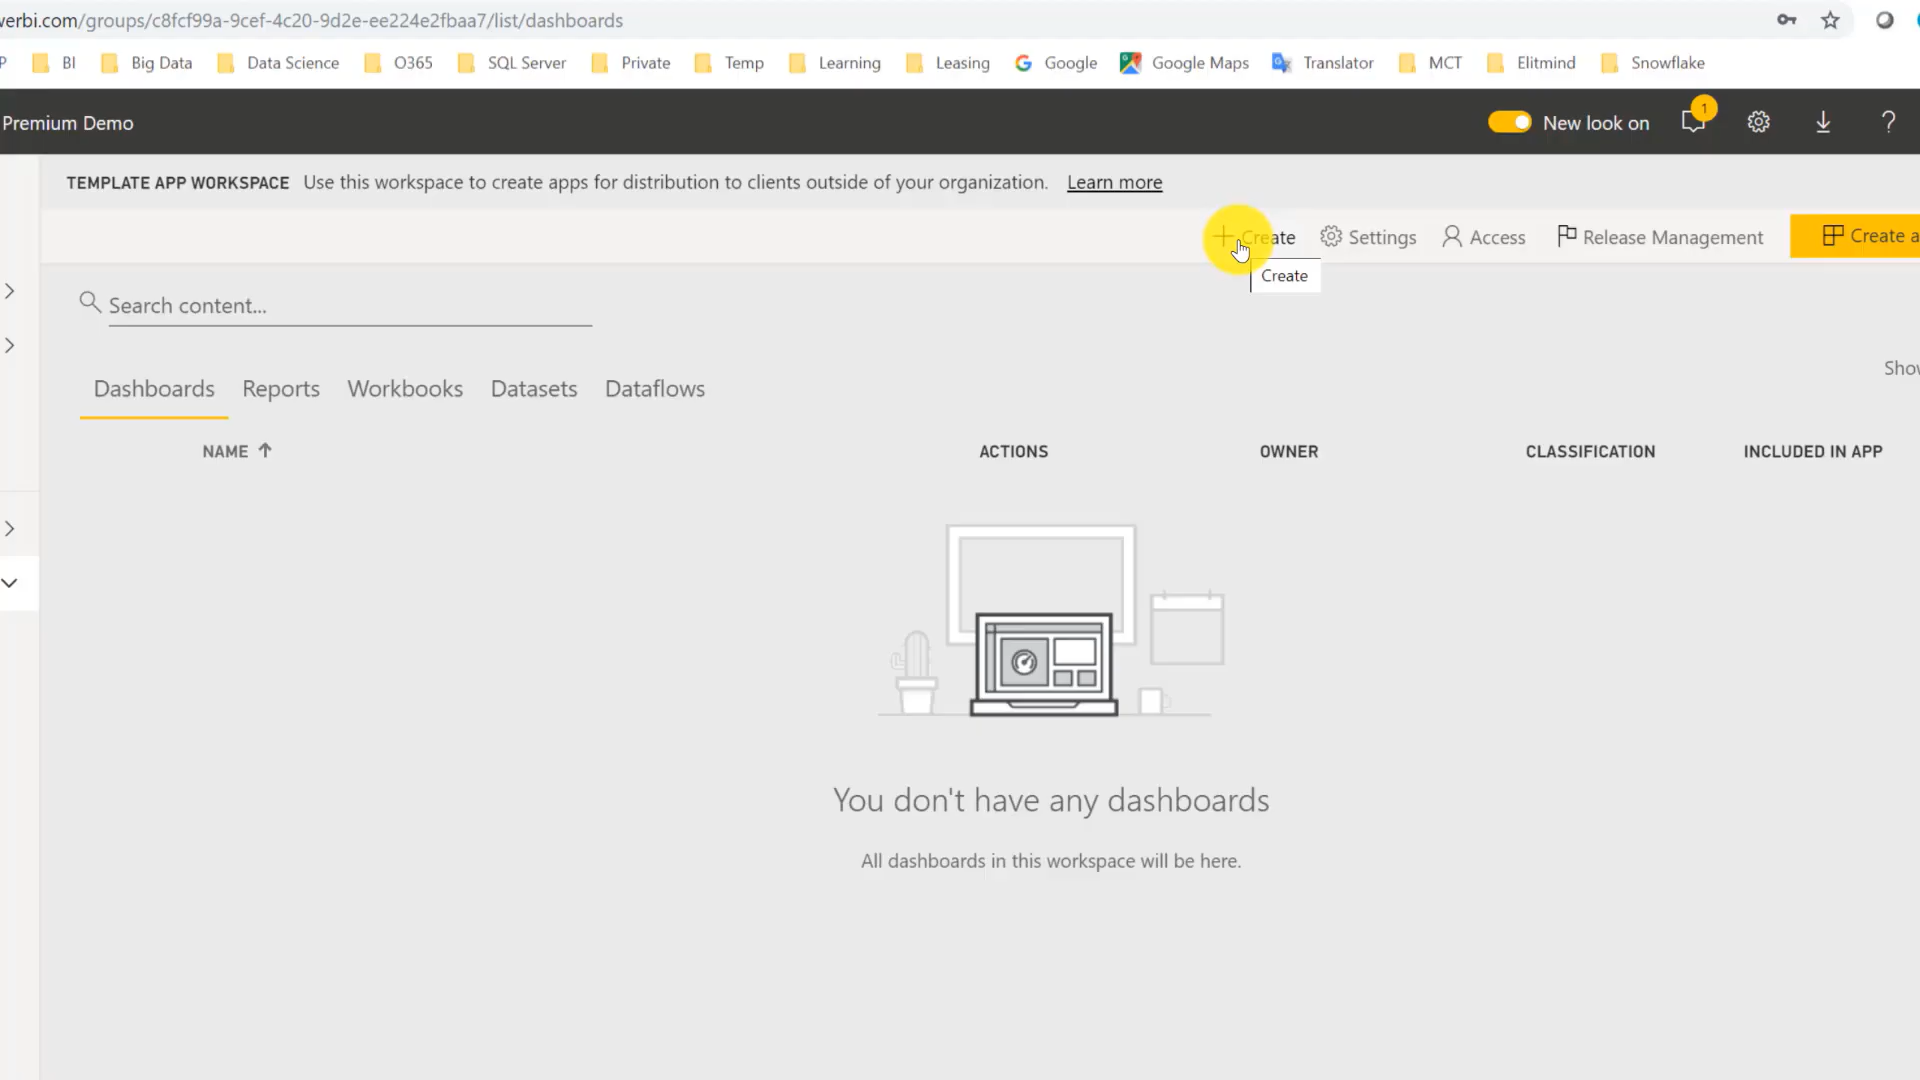 verbi.com/groups/c8fcf99a-9cef-4c20-9d2e-ee224e2fbaa7/list/dashboards
P BI Big Data Data Science O365 SQL Server Private Temp Learning Leasing Google Google Maps Translator MCT Elitmind Snowflake
Premium Demo New look on 1 ?
TEMPLATE APP WORKSPACE Use this workspace to create apps for distribution to clients outside of your organization. Learn more
Create Settings Access Release Management Create a
Create
Search content...
Show
Dashboards Reports Workbooks Datasets Dataflows
NAME ACTIONS OWNER CLASSIFICATION INCLUDED IN APP
You don't have any dashboards
All dashboards in this workspace will be here.